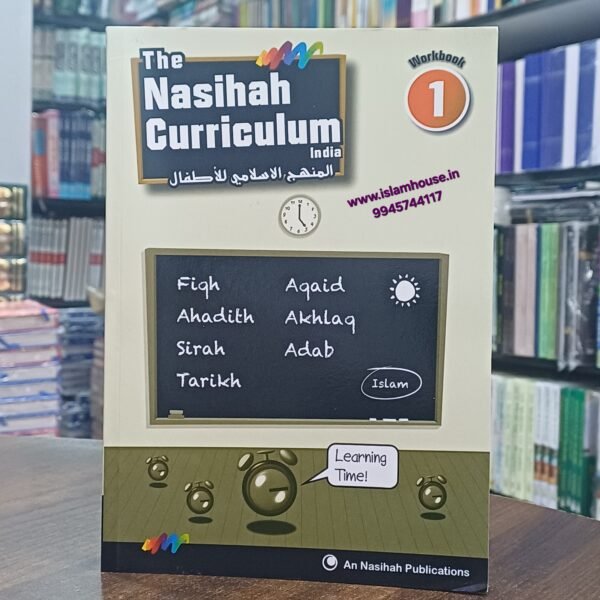 The
Nasihah
Curriculum
India
المنهج الاسلامي للأطفال
Workbook
1
www.islamhouse.in
9945744117
Fiqh
Aqaid
Ahadith
Akhlaq
Sirah
Adab
Tarikh
Islam
Learning
Time!
An Nasihah Publications